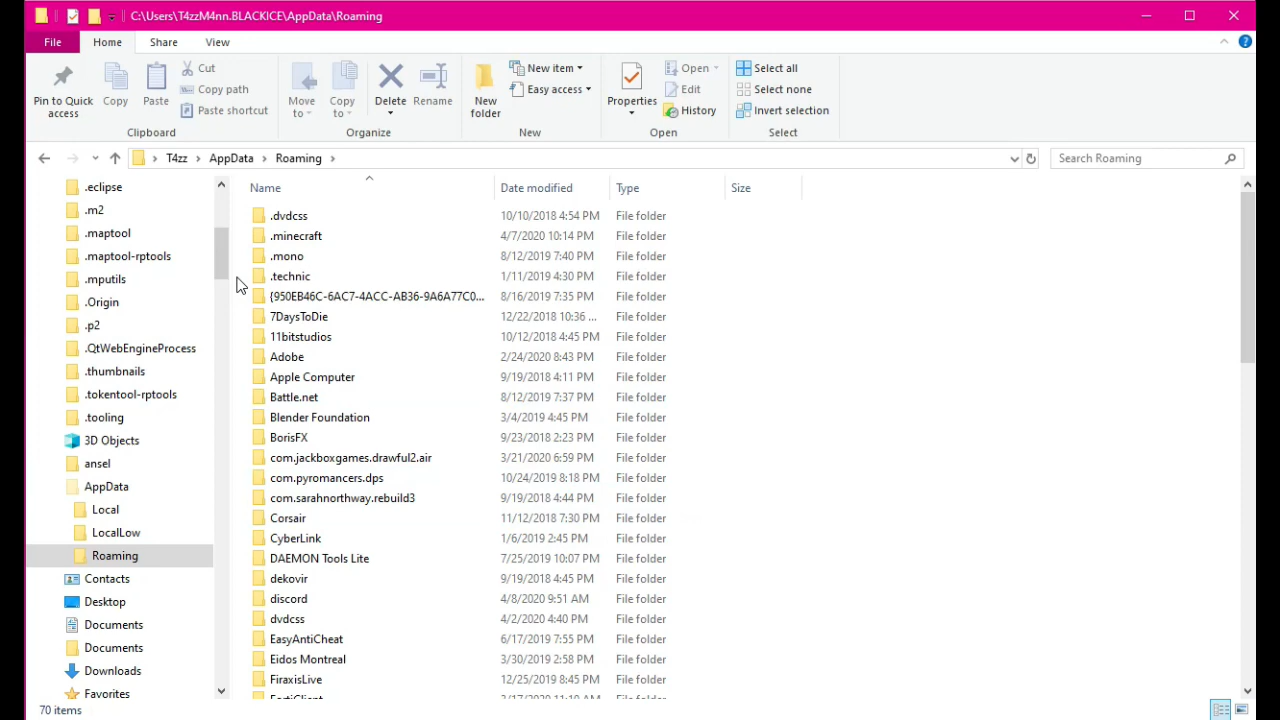 C:\Users\T4zzM4nn.BLACKICE\AppData\Roaming
File Home Share View
Pin to Quick access
Copy
Paste
Cut
Copy path
Paste shortcut
Clipboard
Move to
Copy to
Delete
Rename
Organize
New folder
New item
Easy access
New
Properties
Open
Edit
History
Open
Select all
Select none
Invert selection
Select
T4zz AppData Roaming
Search Roaming
.eclipse
.m2
.maptool
.maptool-rptools
.mputils
.Origin
.p2
.QtWebEngineProcess
.thumbnails
.tokentool-rptools
.tooling
3D Objects
ansel
AppData
Local
LocalLow
Roaming
Contacts
Desktop
Documents
Documents
Downloads
Favorites
Name Date modified Type Size
.dvdcss 10/10/2018 4:54 PM File folder
.minecraft 4/7/2020 10:14 PM File folder
.mono 8/12/2019 7:40 PM File folder
.technic 1/11/2019 4:30 PM File folder
{950EB46C-6AC7-4ACC-AB36-9A6A77C0... 8/16/2019 7:35 PM File folder
7DaysToDie 12/22/2018 10:36 ... File folder
11bitstudios 10/12/2018 4:45 PM File folder
Adobe 2/24/2020 8:43 PM File folder
Apple Computer 9/19/2018 4:11 PM File folder
Battle.net 8/12/2019 7:37 PM File folder
Blender Foundation 3/4/2019 4:45 PM File folder
BorisFX 9/23/2018 2:23 PM File folder
com.jackboxgames.drawful2.air 3/21/2020 6:59 PM File folder
com.pyromancers.dps 10/24/2019 8:18 PM File folder
com.sarahnorthway.rebuild3 9/19/2018 4:44 PM File folder
Corsair 11/12/2018 7:30 PM File folder
CyberLink 1/6/2019 2:45 PM File folder
DAEMON Tools Lite 7/25/2019 10:07 PM File folder
dekovir 9/19/2018 4:45 PM File folder
discord 4/8/2020 9:51 AM File folder
dvdcss 4/2/2020 4:40 PM File folder
EasyAntiCheat 6/17/2019 7:55 PM File folder
Eidos Montreal 3/30/2019 2:58 PM File folder
FiraxisLive 12/25/2019 8:45 PM File folder
FortiClient 3/17/2020 11:10 AM File folder
70 items